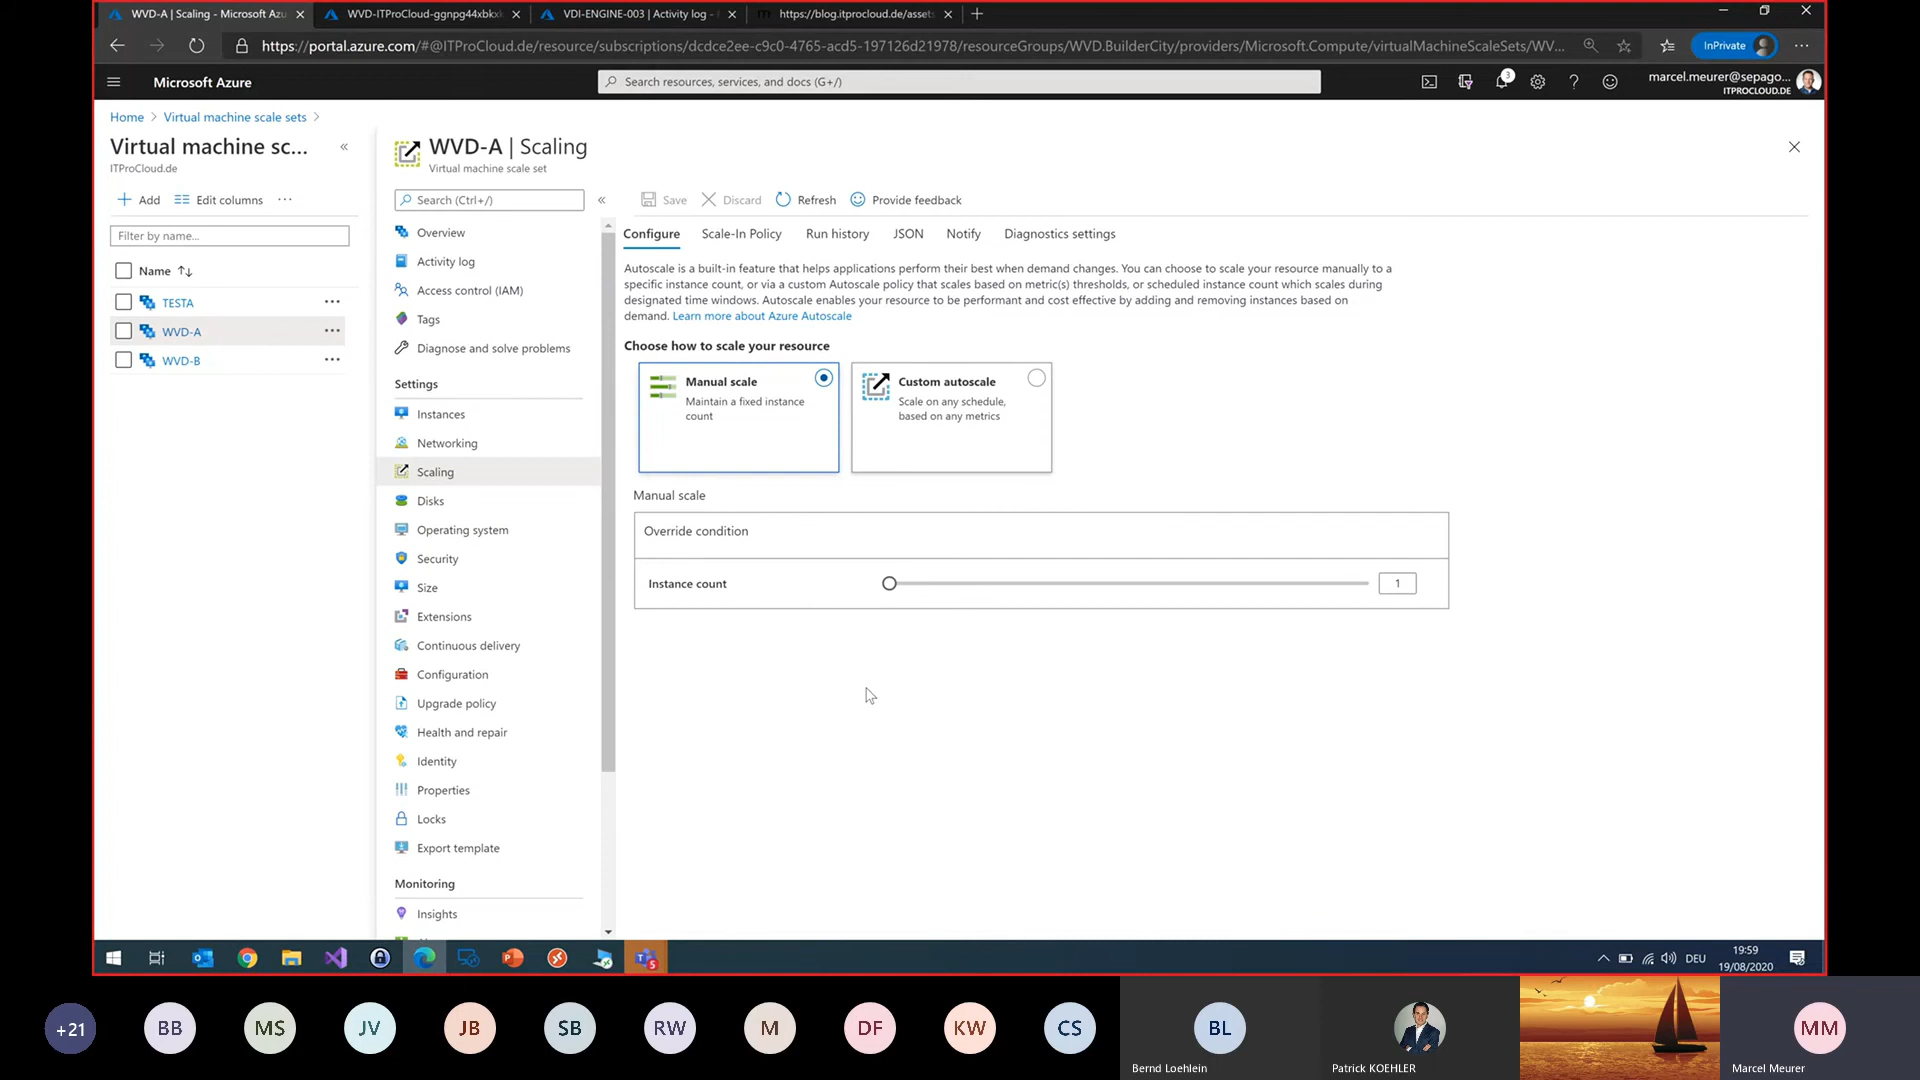 WVD-A | Scaling - Microsoft Azu
WVD-ITProCloud-ggnpg44xbkx
VDI-ENGINE-003 | Activity log -
https://blog.itprocloud.de/assets
https://portal.azure.com/#@ITProCloud.de/resource/subscriptions/dcdce2ee-c9c0-4765-acd5-197126d21978/resourceGroups/WVD.BuilderCity/providers/Microsoft.Compute/virtualMachineScaleSets/WV...
InPrivate
Microsoft Azure
Search resources, services, and docs (G+/)
3
marcel.meurer@sepago...
ITPROCLOUD.DE
Home > Virtual machine scale sets >
Virtual machine sc...
ITProCloud.de
Add
Edit columns
Filter by name...
Name
TESTA
WVD-A
WVD-B
WVD-A | Scaling
Virtual machine scale set
Search (Ctrl+/)
Overview
Activity log
Access control (IAM)
Tags
Diagnose and solve problems
Settings
Instances
Networking
Scaling
Disks
Operating system
Security
Size
Extensions
Continuous delivery
Configuration
Upgrade policy
Health and repair
Identity
Properties
Locks
Export template
Monitoring
Insights
Save
Discard
Refresh
Provide feedback
Configure
Scale-In Policy
Run history
JSON
Notify
Diagnostics settings
Autoscale is a built-in feature that helps applications perform their best when demand changes. You can choose to scale your resource manually to a
specific instance count, or via a custom Autoscale policy that scales based on metric(s) thresholds, or scheduled instance count which scales during
designated time windows. Autoscale enables your resource to be performant and cost effective by adding and removing instances based on
demand. Learn more about Azure Autoscale
Choose how to scale your resource
Manual scale
Maintain a fixed instance
count
Custom autoscale
Scale on any schedule,
based on any metrics
Manual scale
Override condition
Instance count
1
DEU
19:59
19/08/2020
+21
BB
MS
JV
JB
SB
RW
M
DF
KW
CS
BL
Bernd Loehlein
Patrick KOEHLER
MM
Marcel Meurer